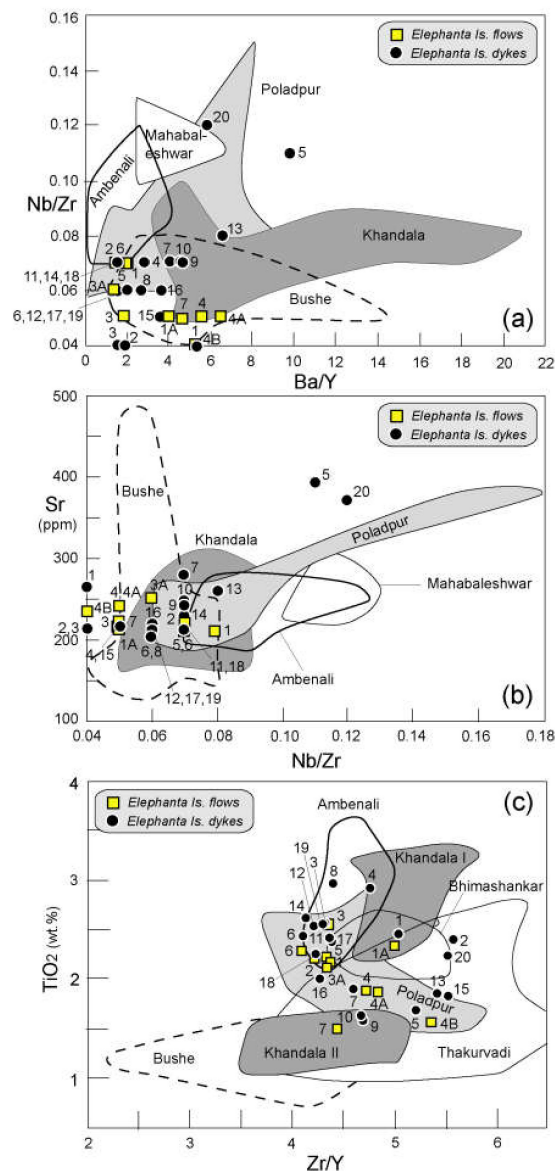 (a)
Elephanta Is. flows
Elephanta Is. dykes
0.16
0.14
0.12
0.10
Nb/Zr
0.08
0.06
0.04
Poladpur
Mahabal-
eshwar
Ambenali
Khandala
Bushe
20
5
13
2 6
1
4
7 10
9
11,14,18
5
8
3A
16
6,12,17,19
3
15
1A
7
4
4A
3
2
1
4B
(a)
0 2 4 6 8 10 12 14 16 18 20 22
Ba/Y
500
400
Sr
(ppm)
300
200
100
Elephanta Is. flows
Elephanta Is. dykes
Bushe
5
20
Khandala
Poladpur
Mahabaleshwar
Ambenali
1
4B
2,3
4
4A
3A
3
7
16
4,15
1A
6,8
7
10
9
14
2
13
1
5,6
11,18
12,17,19
(b)
0.04 0.06 0.08 0.10 0.12 0.14 0.16 0.18
Nb/Zr
4
3
TiO2 (wt.%)
2
1
Elephanta Is. flows
Elephanta Is. dykes
Ambenali
(c)
Khandala I
Bhimashankar
19
3
12
14
8
4
6
11
3
17
5
6
1
1A
2
20
18
2
1
3A
16
7
4
Poladpur
13
15
10
9
5
4B
7
Khandala II
Thakurvadi
Bushe
2 3 4 5 6
Zr/Y